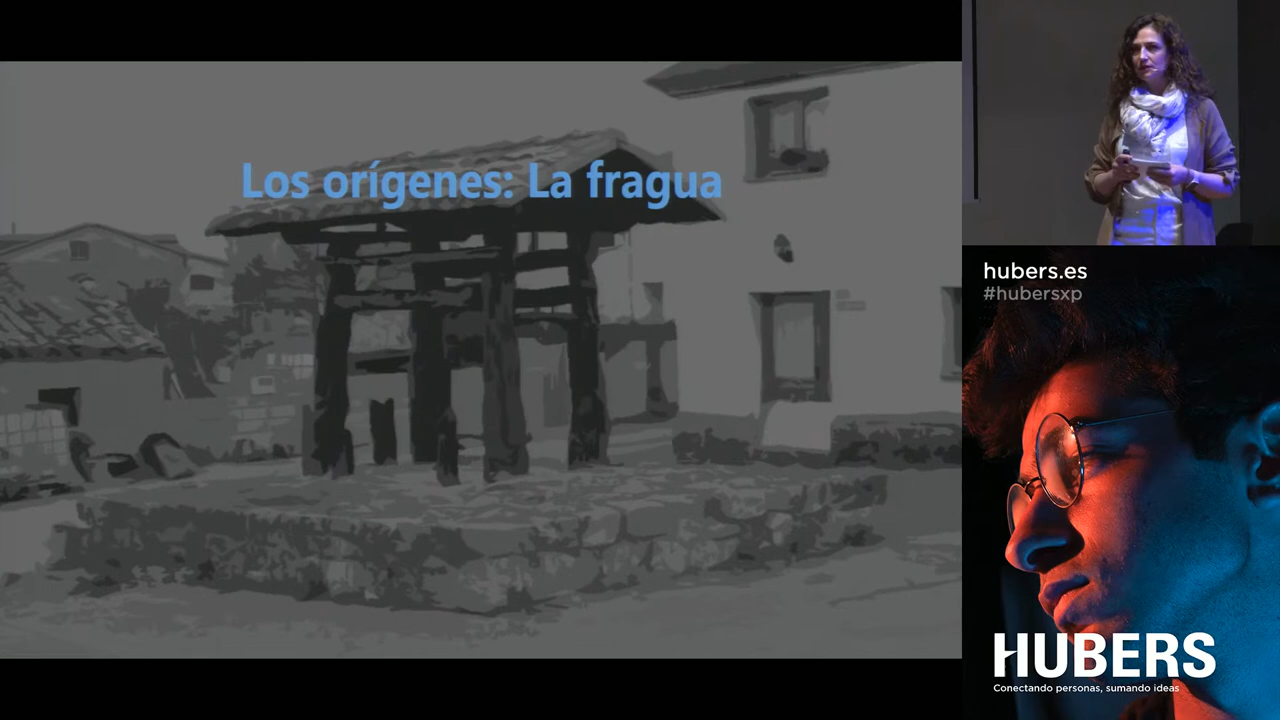 Los orígenes: La fragua
hubers.es
#hubersxp
HUBERS
Conectando personas, sumando ideas